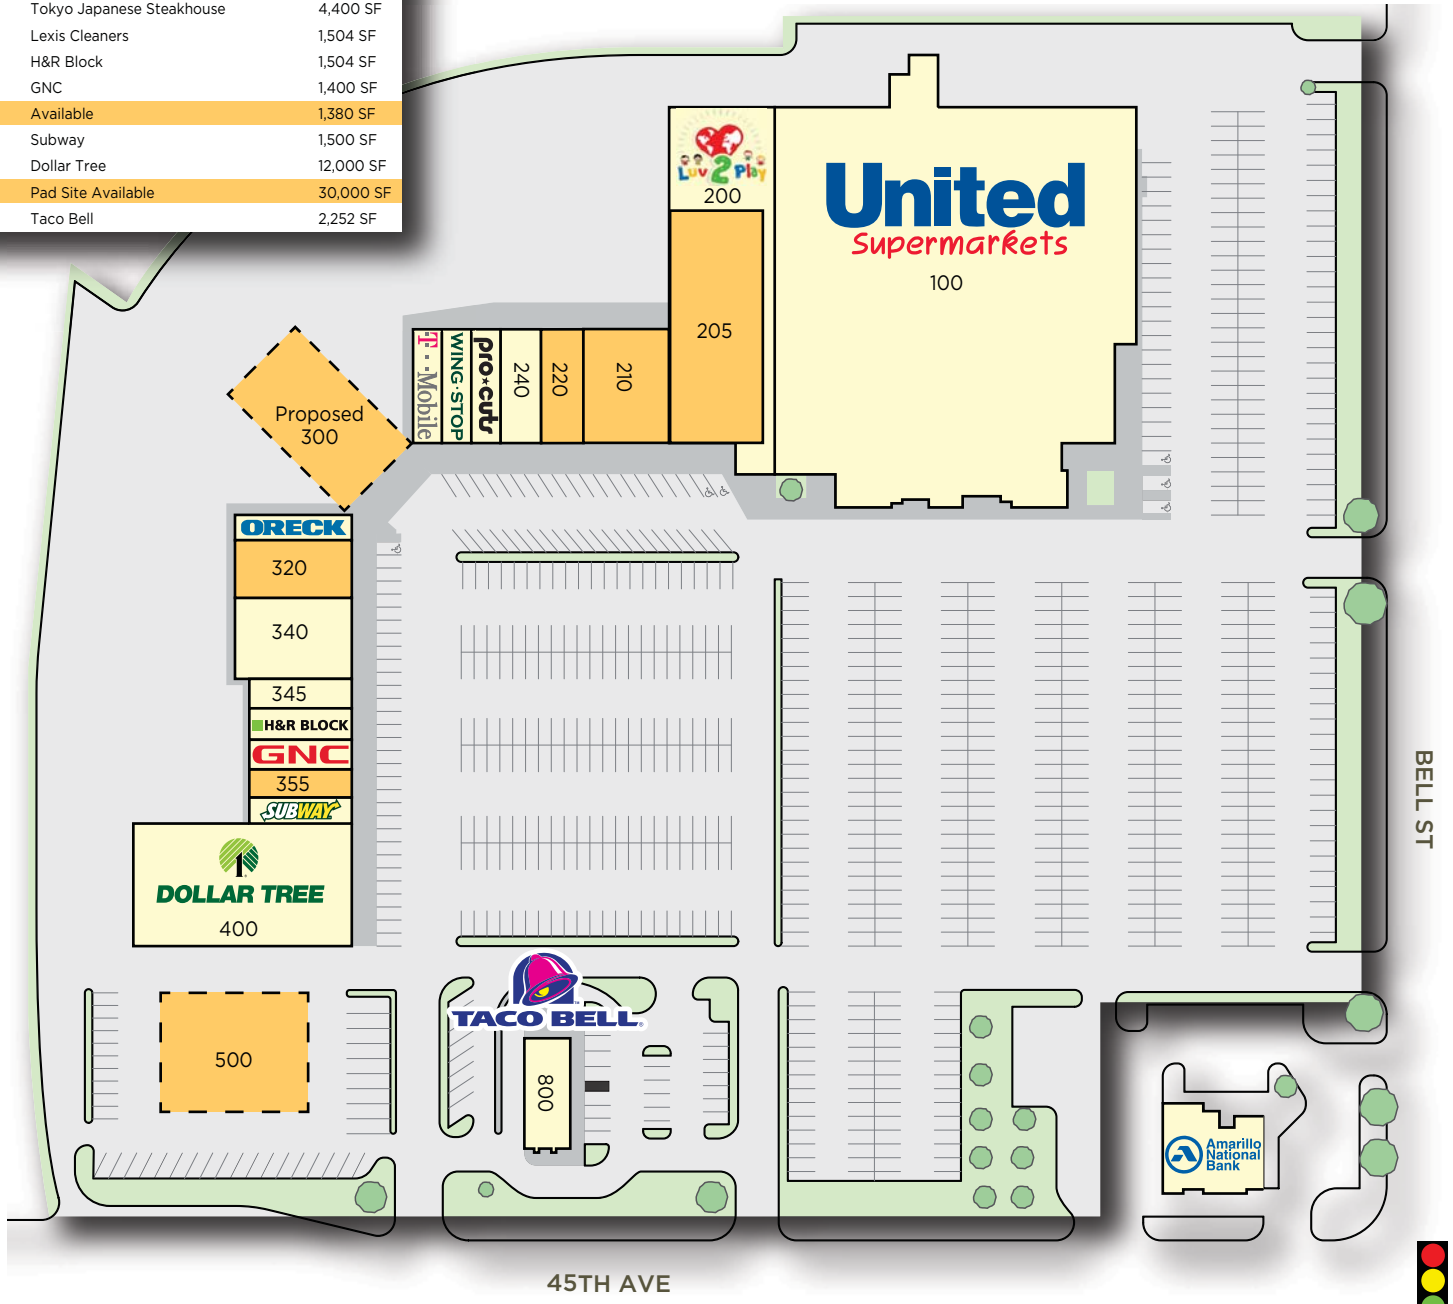 Tokyo Japanese Steakhouse 4,400 SF
Lexis Cleaners 1,504 SF
H&R Block 1,504 SF
GNC 1,400 SF
Available 1,380 SF
Subway 1,500 SF
Dollar Tree 12,000 SF
Pad Site Available 30,000 SF
Taco Bell 2,252 SF
Luv 2 Play
200
United
Supermarkets
100
205
T··Mobile
WING·STOP
pro★cuts
240
220
210
Proposed
300
ORECK
320
340
345
H&R BLOCK
GNC
355
SUBWAY
DOLLAR TREE
400
500
TACO BELL
800
Amarillo
National
Bank
BELL ST
45TH AVE